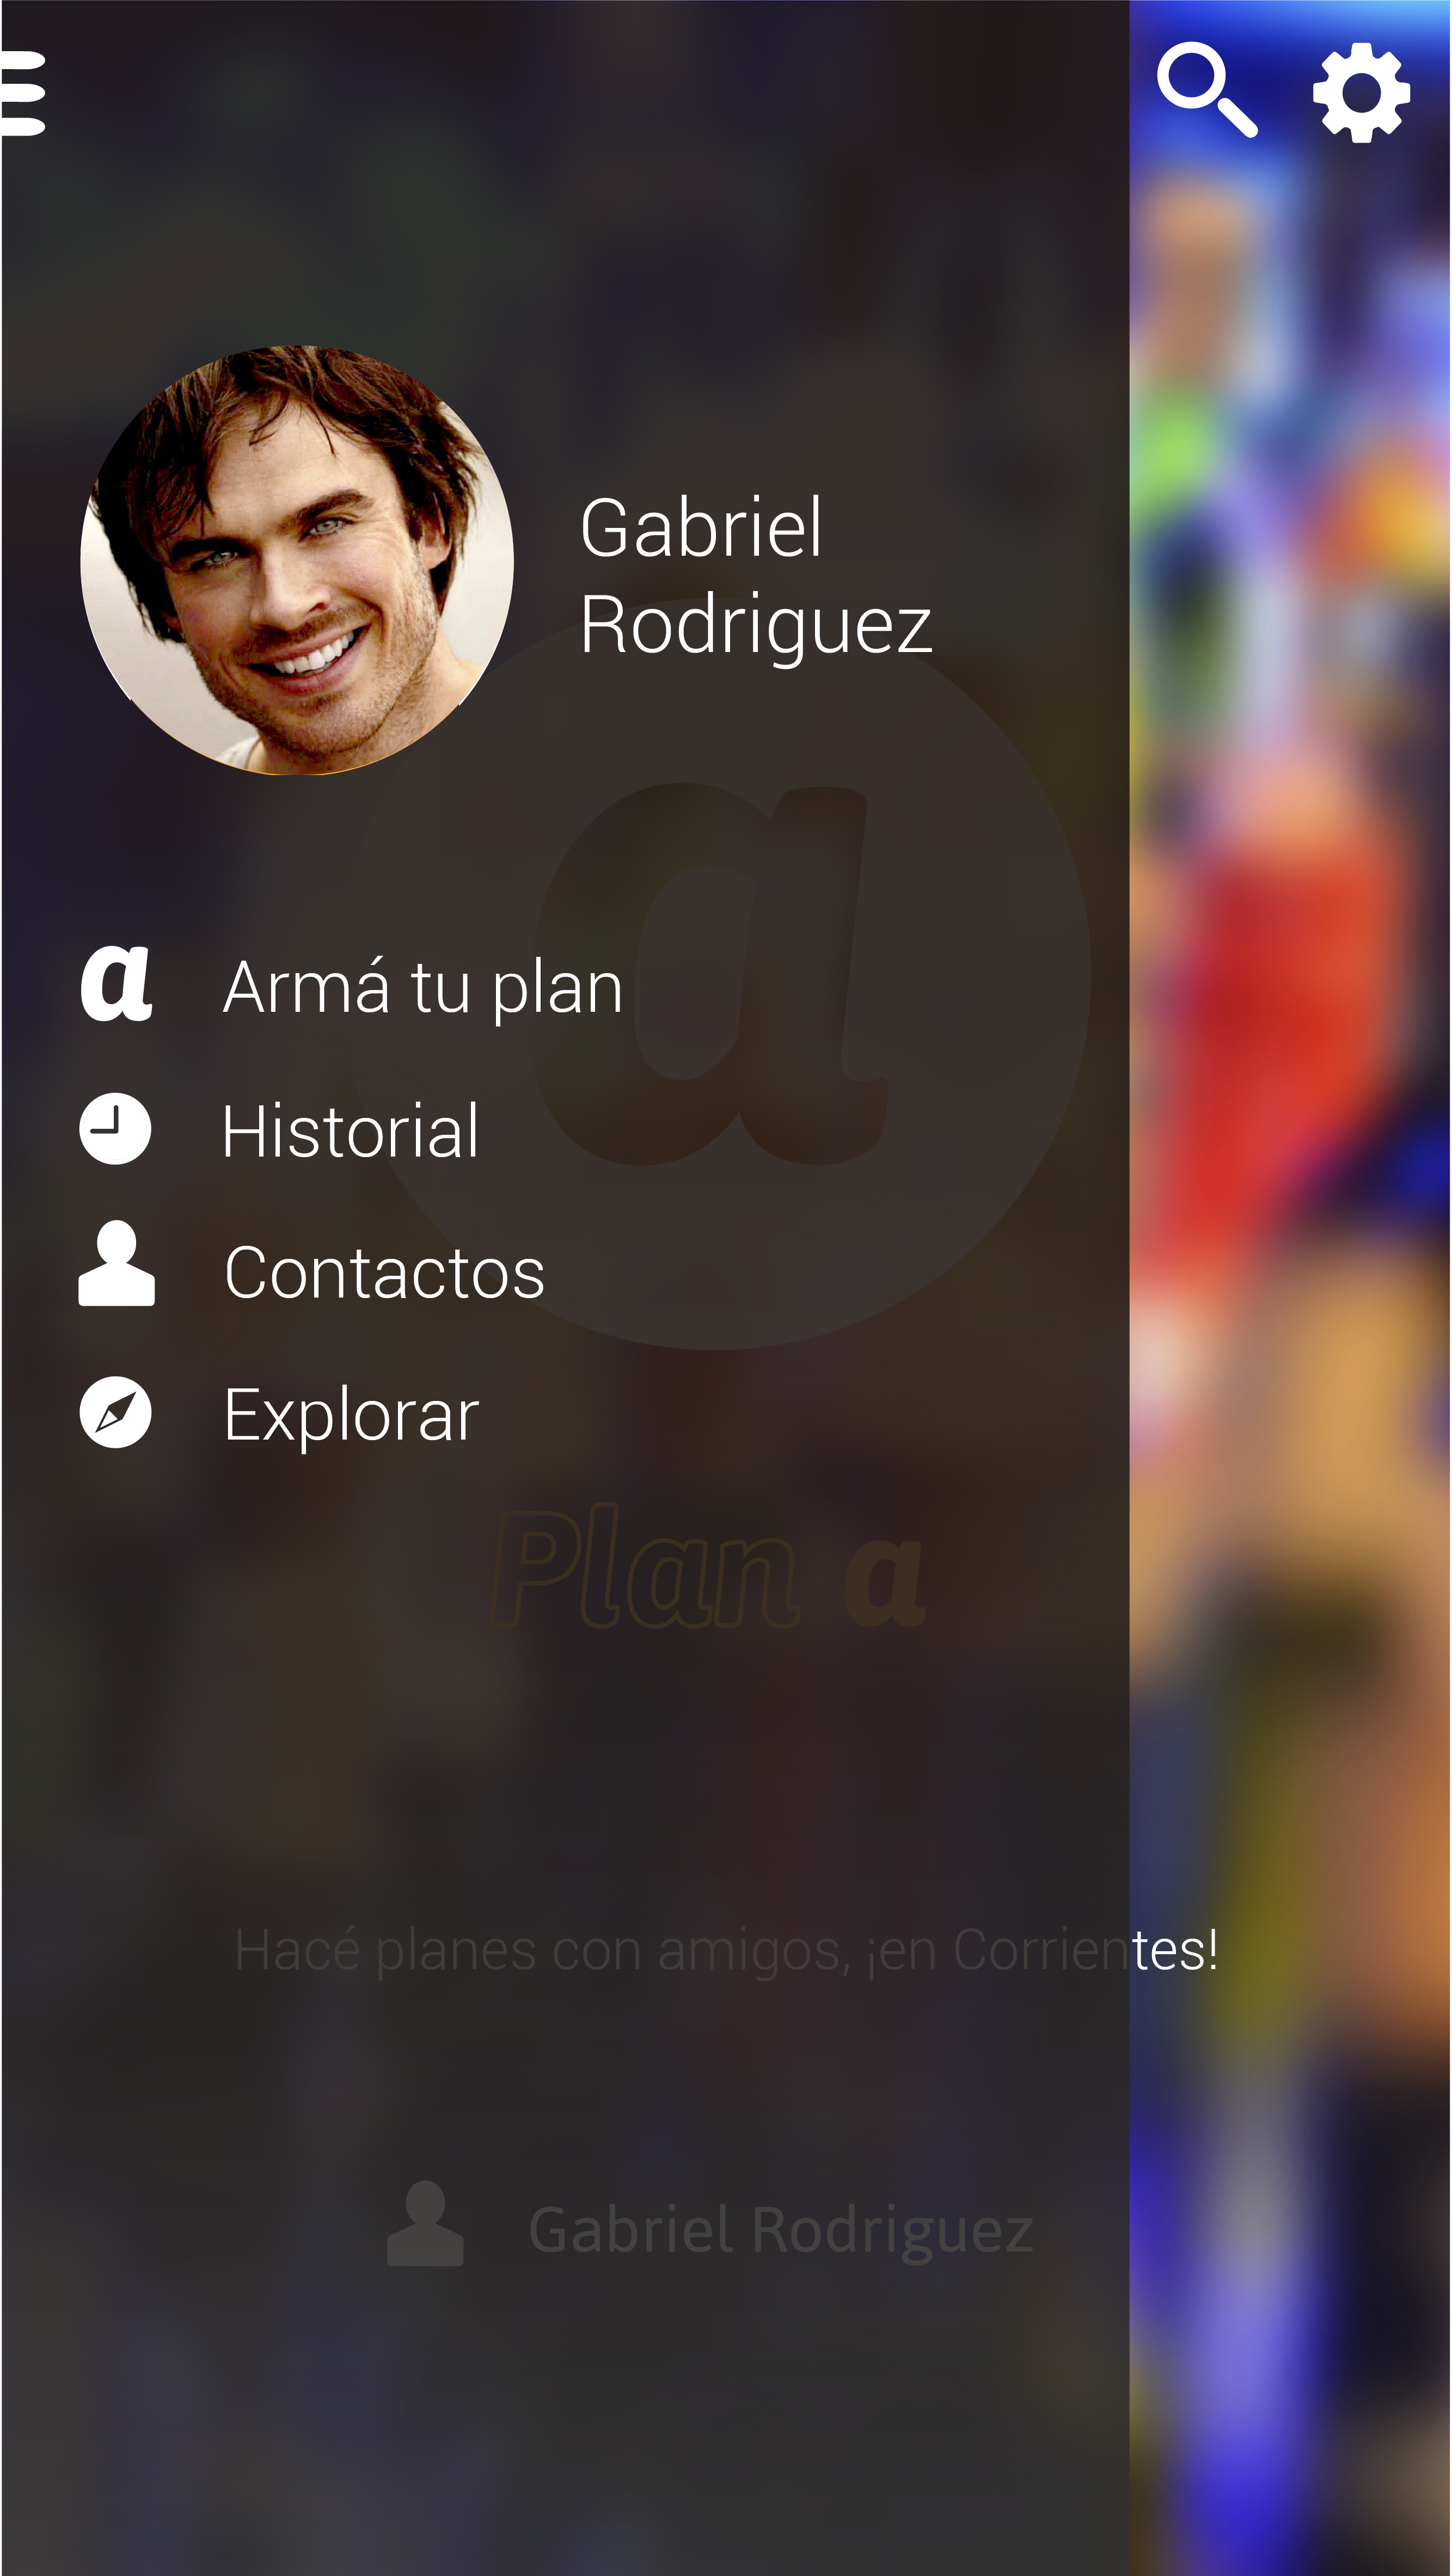 Gabriel
Rodriguez
a Armá tu plan
Historial
Contactos
Explorar
a
Plan a
Hacé planes con amigos, ¡en Corrientes!
Gabriel Rodriguez